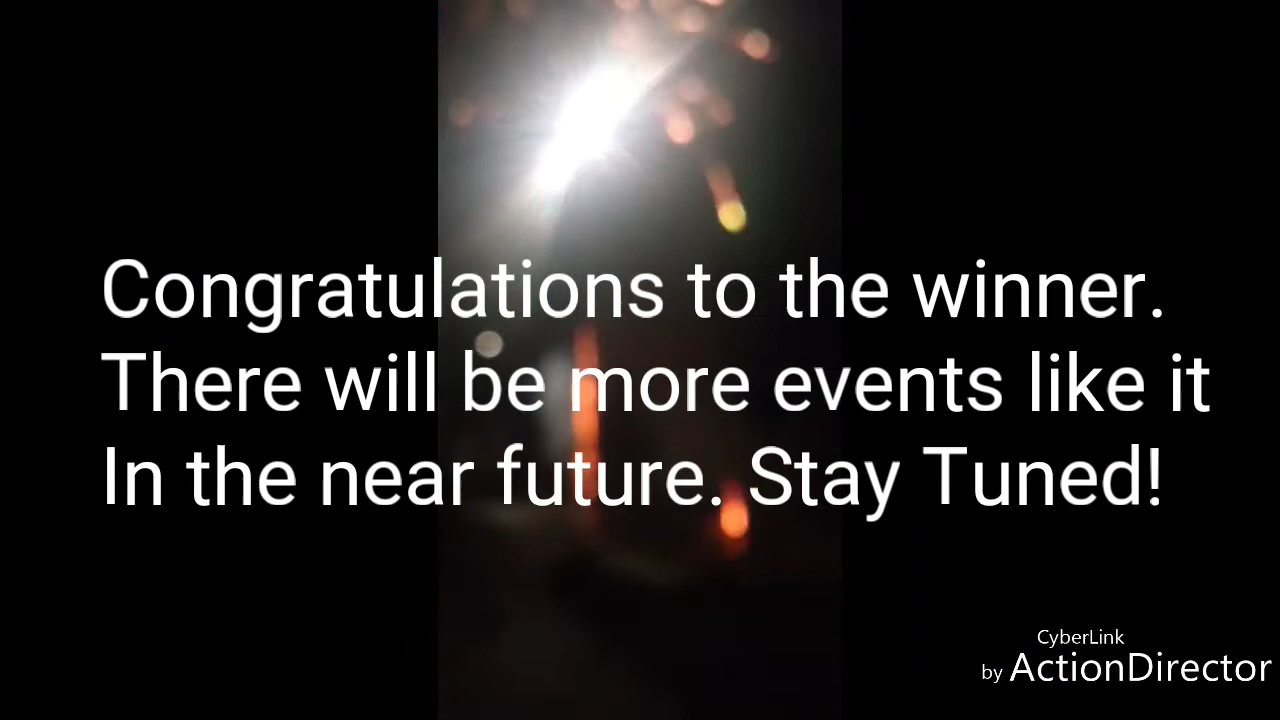 Congratulations to the winner.
There will be more events like it
In the near future. Stay Tuned!
CyberLink
by ActionDirector